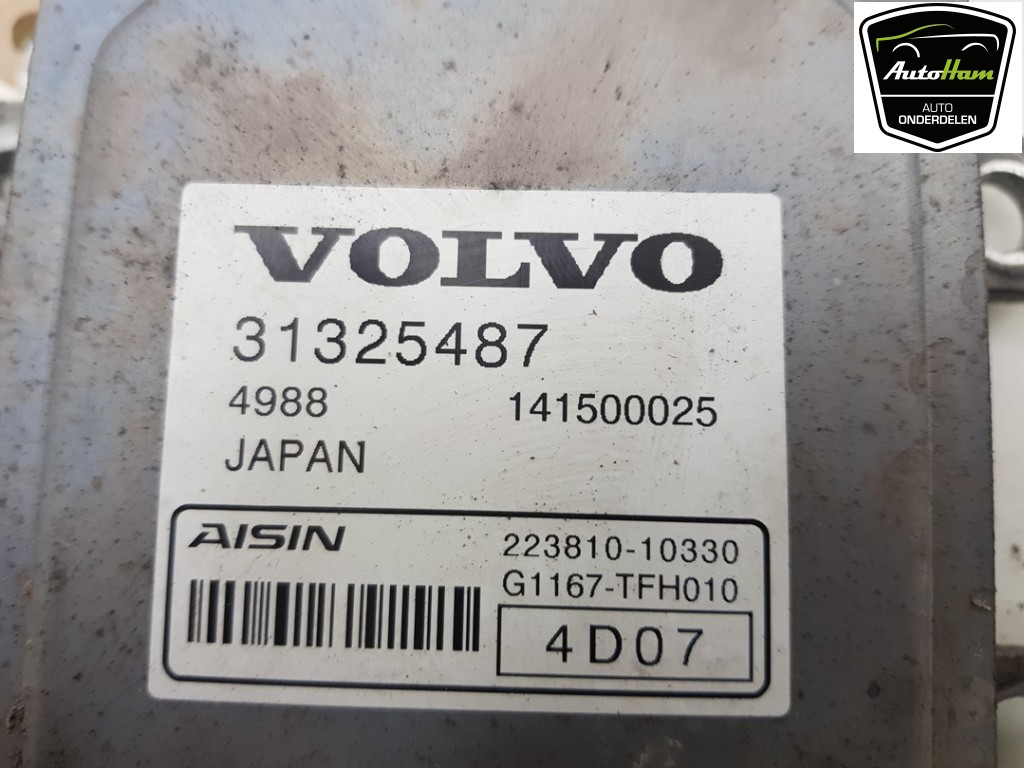 AutoHam
AUTO
ONDERDELEN
VOLVO
31325487
4988 141500025
JAPAN
AISIN 223810-10330
G1167-TFH010
4D07